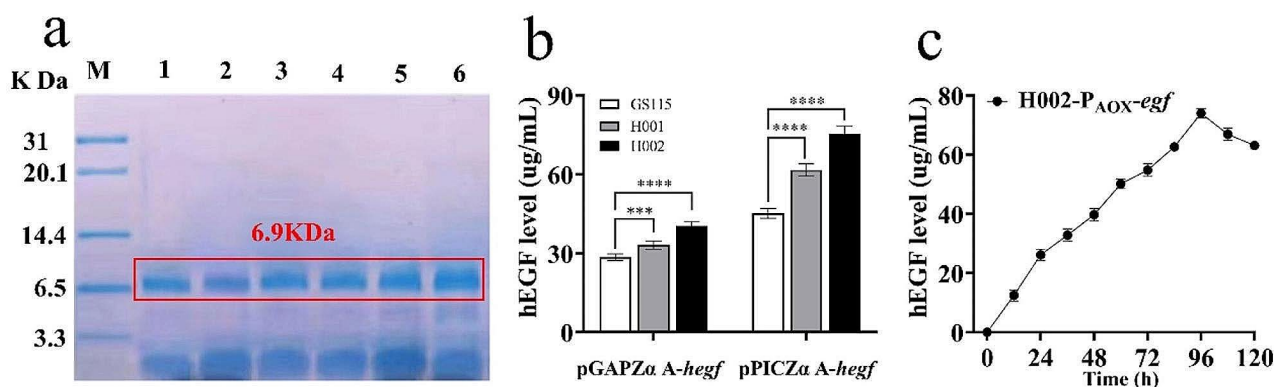 a
K Da M 1 2 3 4 5 6
31
20.1
14.4
6.5
3.3
6.9KDa
b
hEGF level (ug/mL)
90
60
30
0
GS115
H001
H002
***
****
****
****
pGAPZα A-hegf pPICZα A-hegf
c
hEGF level (ug/mL)
80
60
40
20
0
H002-PAOX-egf
0 24 48 72 96 120
Time (h)